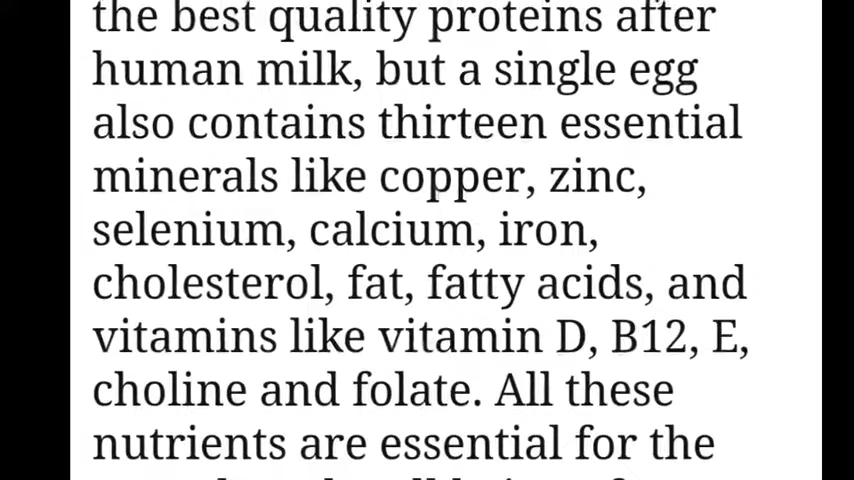 the best quality proteins after
human milk, but a single egg
also contains thirteen essential
minerals like copper, zinc,
selenium, calcium, iron,
cholesterol, fat, fatty acids, and
vitamins like vitamin D, B12, E,
choline and folate. All these
nutrients are essential for the